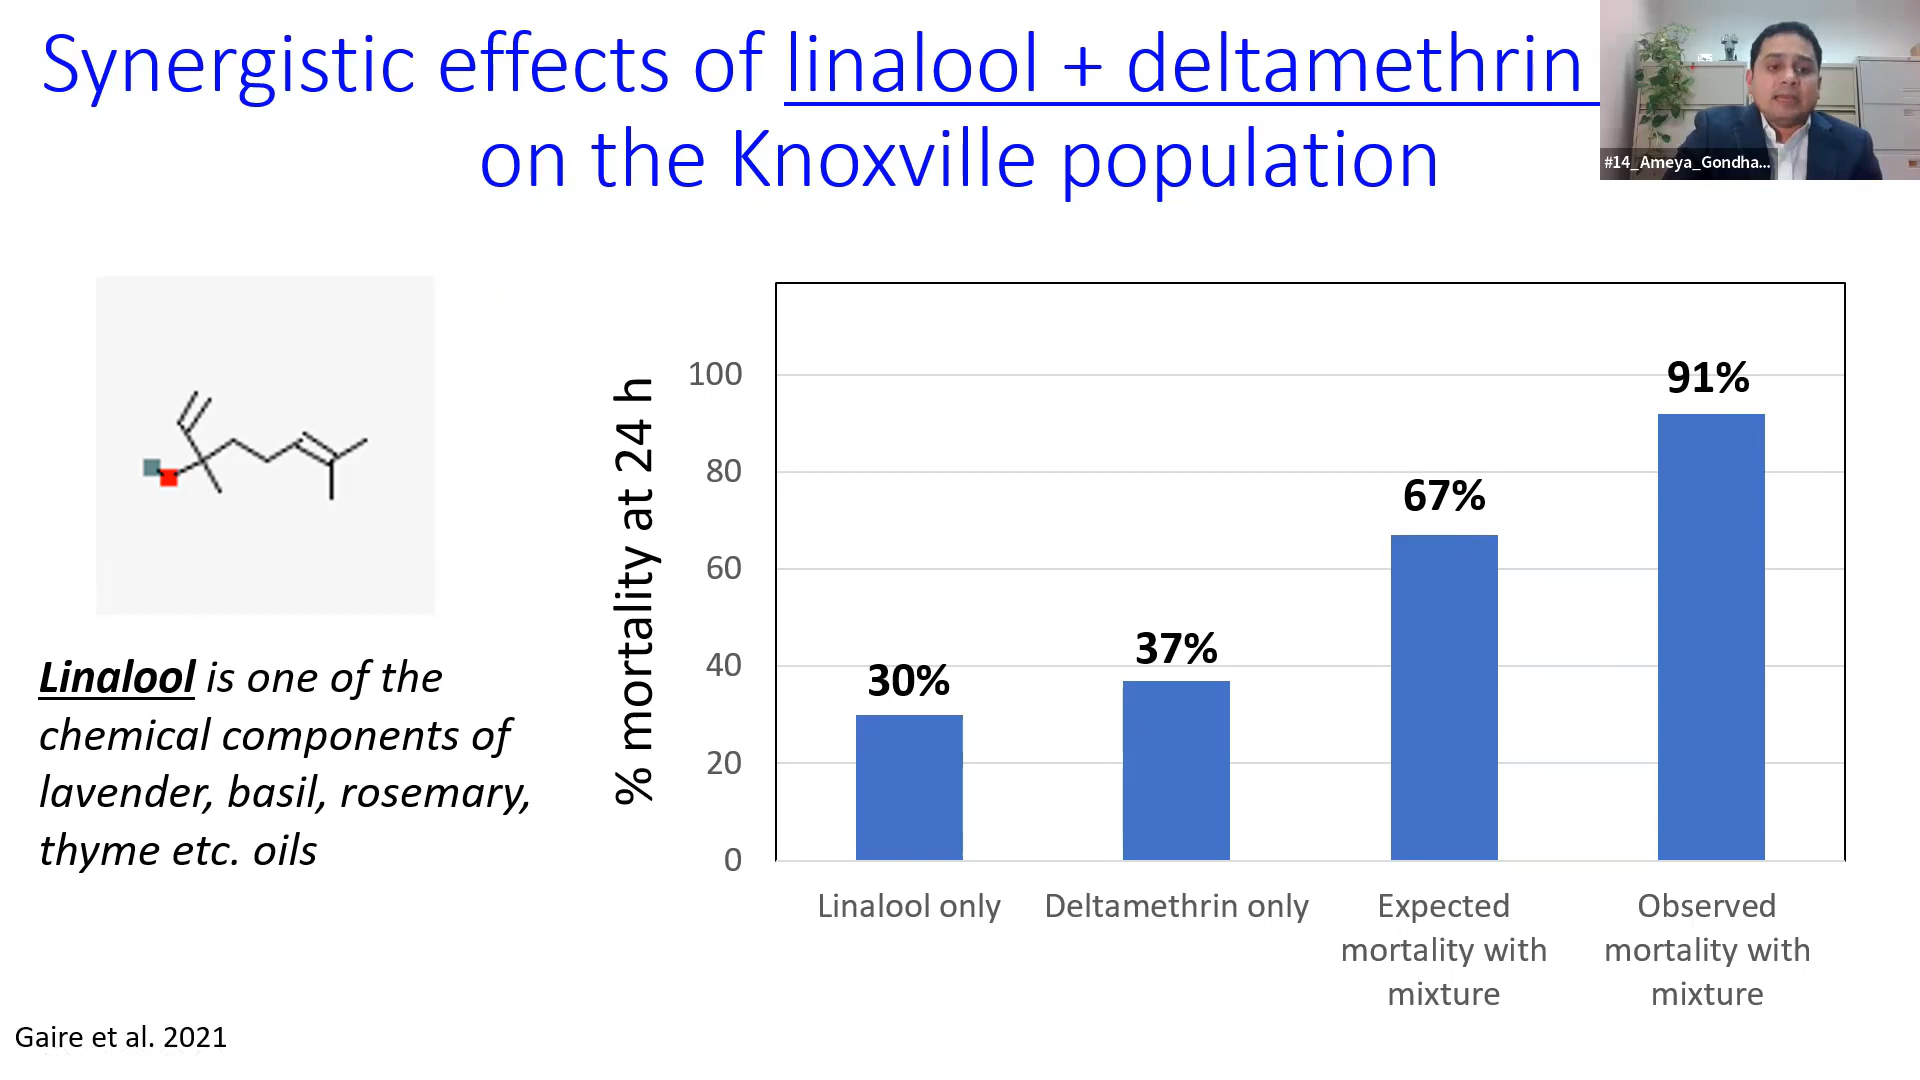 Synergistic effects of linalool + deltamethrin
on the Knoxville population
#14_Ameya_Gondha...
Linalool is one of the
chemical components of
lavender, basil, rosemary,
thyme etc. oils
% mortality at 24 h
100
80
60
40
20
0
30%
37%
67%
91%
Linalool only
Deltamethrin only
Expected
mortality with
mixture
Observed
mortality with
mixture
Gaire et al. 2021